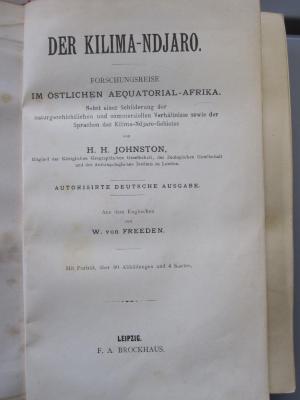 DER KILIMA-NDJARO.
FORSCHUNGSREISE
IM ÖSTLICHEN AEQUATORIAL-AFRIKA.
Nebst einer Schilderung der
naturgeschichtlichen und commerziellen Verhältnisse sowie der
Sprachen des Kilima-Ndjaro-Gebietes
von
H. H. JOHNSTON,
Mitglied der Königlichen Geographischen Gesellschaft, der Zoologischen Gesellschaft
und des Anthropologischen Instituts zu London.
AUTORISIRTE DEUTSCHE AUSGABE.
Aus dem Englischen
von
W. von FREEDEN.
Mit Porträt, über 80 Abbildungen und 4 Karten.
LEIPZIG:
F. A. BROCKHAUS.